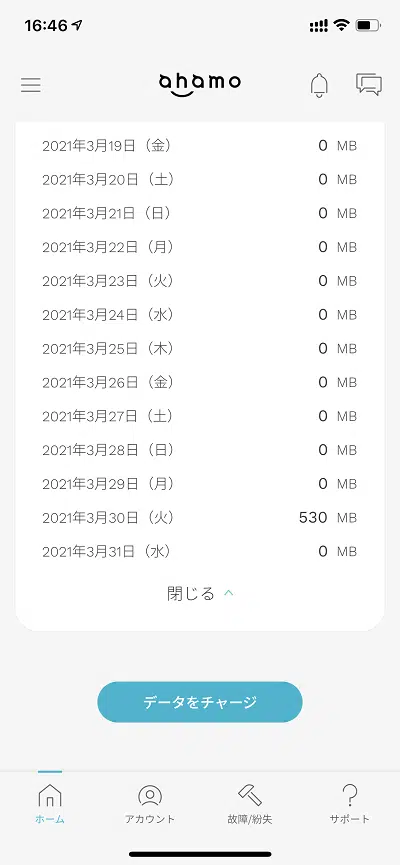 16:46
ahamo
2021年3月19日（金） 0 MB
2021年3月20日（土） 0 MB
2021年3月21日（日） 0 MB
2021年3月22日（月） 0 MB
2021年3月23日（火） 0 MB
2021年3月24日（水） 0 MB
2021年3月25日（木） 0 MB
2021年3月26日（金） 0 MB
2021年3月27日（土） 0 MB
2021年3月28日（日） 0 MB
2021年3月29日（月） 0 MB
2021年3月30日（火） 530 MB
2021年3月31日（水） 0 MB
閉じる
データをチャージ
ホーム アカウント 故障/紛失 サポート